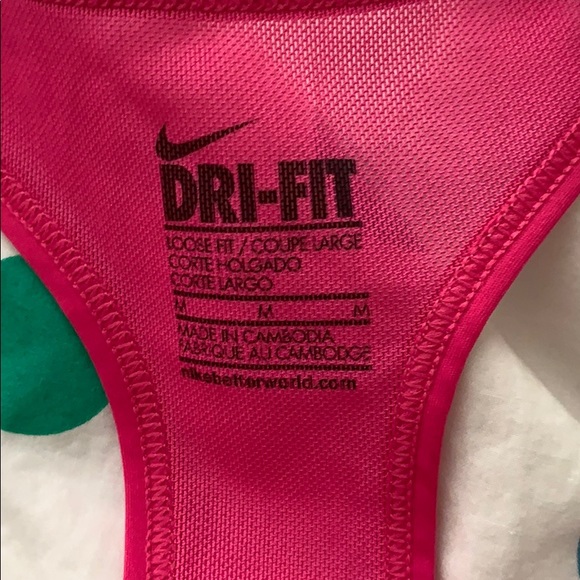 DRI-FIT
LOOSE FIT / COUPE LARGE
CORTE HOLGADO
CORTE LARGO
M M M
MADE IN CAMBODIA
FABRIQUE AU CAMBODGE
nikebetterworld.com